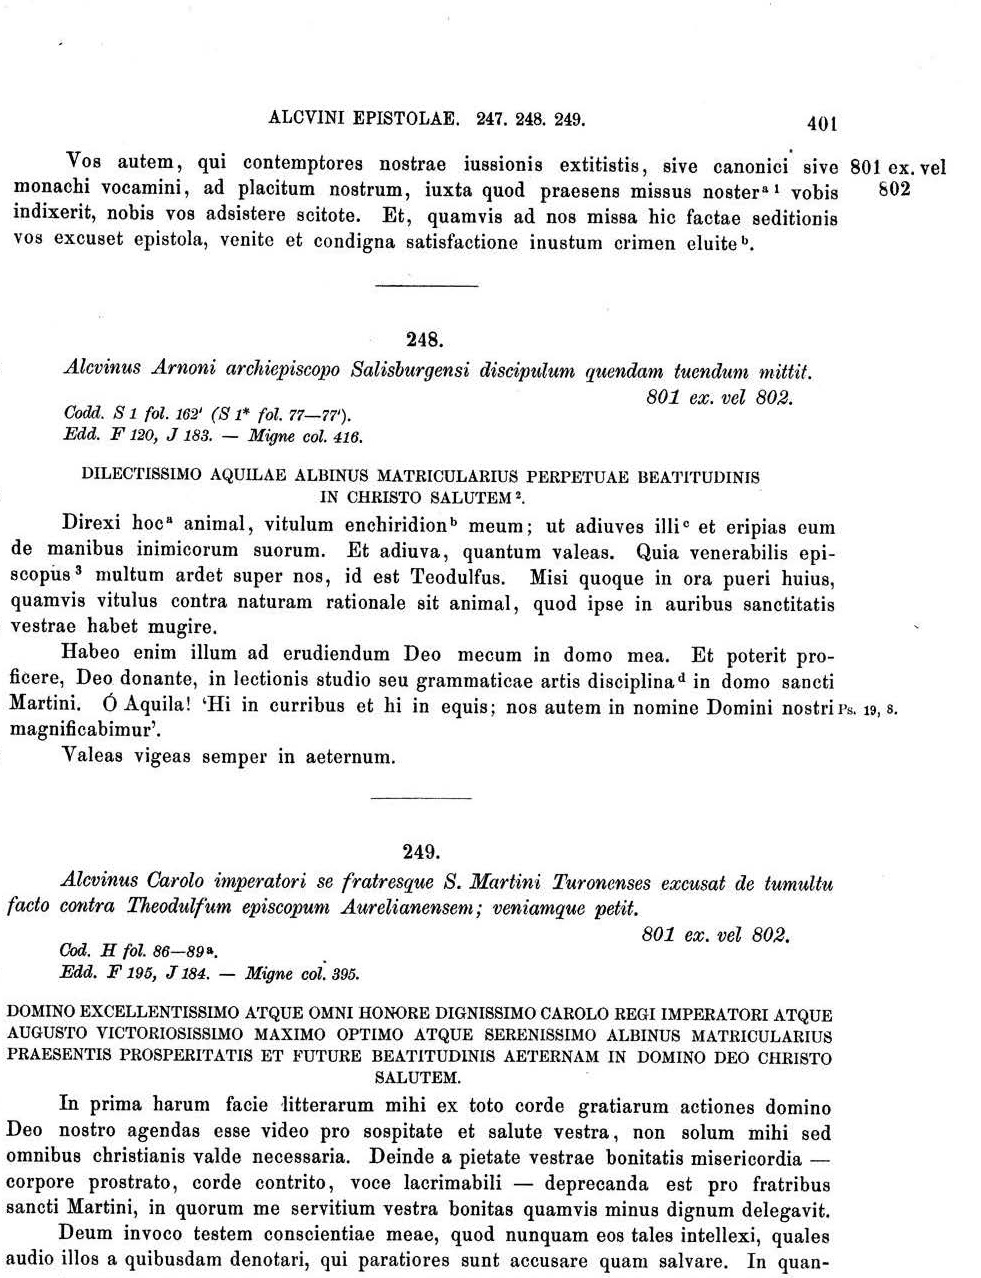 ALCVINI EPISTOLAE. 247. 248. 249. 401
Vos autem, qui contemptores nostrae iussionis extitistis, sive canonici sive 801 ex. vel
monachi vocamini, ad placitum nostrum, iuxta quod praesens missus noster a 1 vobis 802
indixerit, nobis vos adsistere scitote. Et, quamvis ad nos missa hic factae seditionis
vos excuset epistola, venite et condigna satisfactione inustum crimen eluite b.
248.
Alcvinus Arnoni archiepiscopo Salisburgensi discipulum quendam tuendum mittit.
801 ex. vel 802.
Codd. S 1 fol. 162' (S 1* fol. 77—77').
Edd. F 120, J 183. — Migne col. 416.
DILECTISSIMO AQUILAE ALBINUS MATRICULARIUS PERPETUAE BEATITUDINIS
IN CHRISTO SALUTEM 2.
Direxi hoc a animal, vitulum enchiridion b meum; ut adiuves illi c et eripias eum
de manibus inimicorum suorum. Et adiuva, quantum valeas. Quia venerabilis epi-
scopus 3 multum ardet super nos, id est Teodulfus. Misi quoque in ora pueri huius,
quamvis vitulus contra naturam rationale sit animal, quod ipse in auribus sanctitatis
vestrae habet mugire.
Habeo enim illum ad erudiendum Deo mecum in domo mea. Et poterit pro-
ficere, Deo donante, in lectionis studio seu grammaticae artis disciplina d in domo sancti
Martini. Ó Aquila! ‘Hi in curribus et hi in equis; nos autem in nomine Domini nostri Ps. 19, 8.
magnificabimur’.
Valeas vigeas semper in aeternum.
249.
Alcvinus Carolo imperatori se fratresque S. Martini Turonenses excusat de tumultu
facto contra Theodulfum episcopum Aurelianensem; veniamque petit.
801 ex. vel 802.
Cod. H fol. 86—89 a.
Edd. F 195, J 184. — Migne col. 395.
DOMINO EXCELLENTISSIMO ATQUE OMNI HONORE DIGNISSIMO CAROLO REGI IMPERATORI ATQUE
AUGUSTO VICTORIOSISSIMO MAXIMO OPTIMO ATQUE SERENISSIMO ALBINUS MATRICULARIUS
PRAESENTIS PROSPERITATIS ET FUTURE BEATITUDINIS AETERNAM IN DOMINO DEO CHRISTO
SALUTEM.
In prima harum facie litterarum mihi ex toto corde gratiarum actiones domino
Deo nostro agendas esse video pro sospitate et salute vestra, non solum mihi sed
omnibus christianis valde necessaria. Deinde a pietate vestrae bonitatis misericordia —
corpore prostrato, corde contrito, voce lacrimabili — deprecanda est pro fratribus
sancti Martini, in quorum me servitium vestra bonitas quamvis minus dignum delegavit.
Deum invoco testem conscientiae meae, quod nunquam eos tales intellexi, quales
audio illos a quibusdam denotari, qui paratiores sunt accusare quam salvare. In quan-